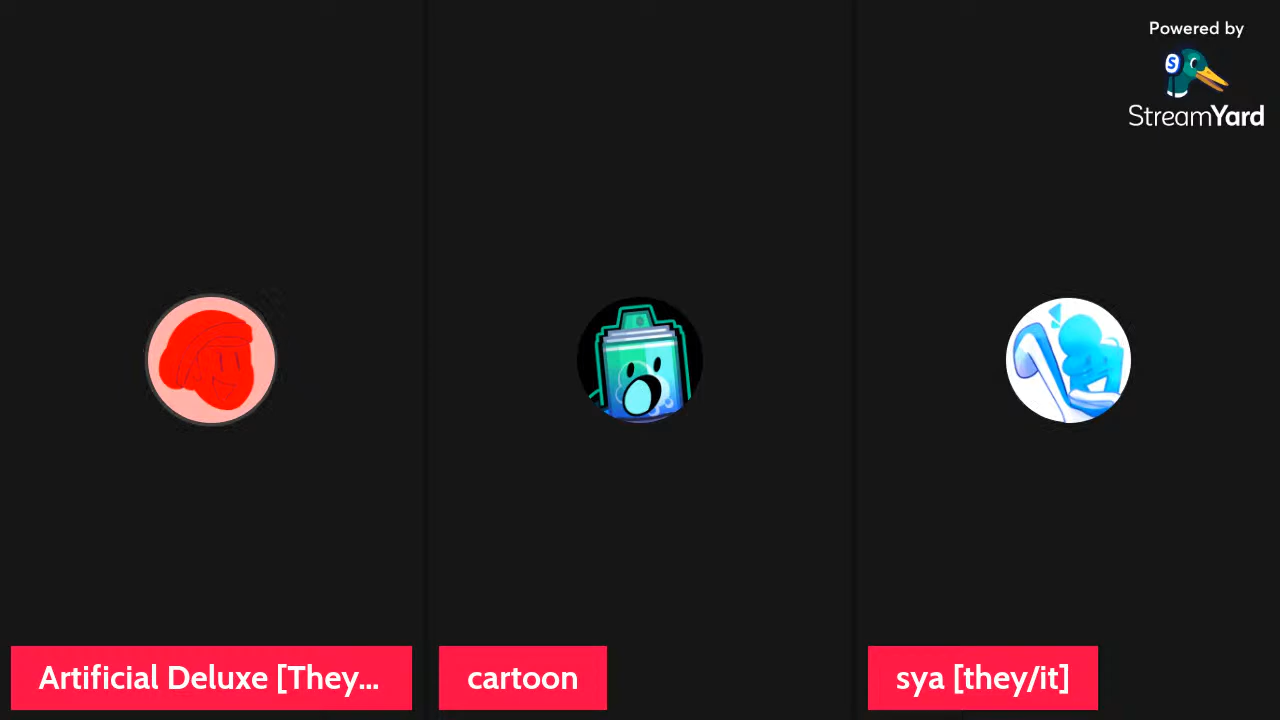 Powered by
S
StreamYard
Artificial Deluxe [They...
cartoon
sya [they/it]